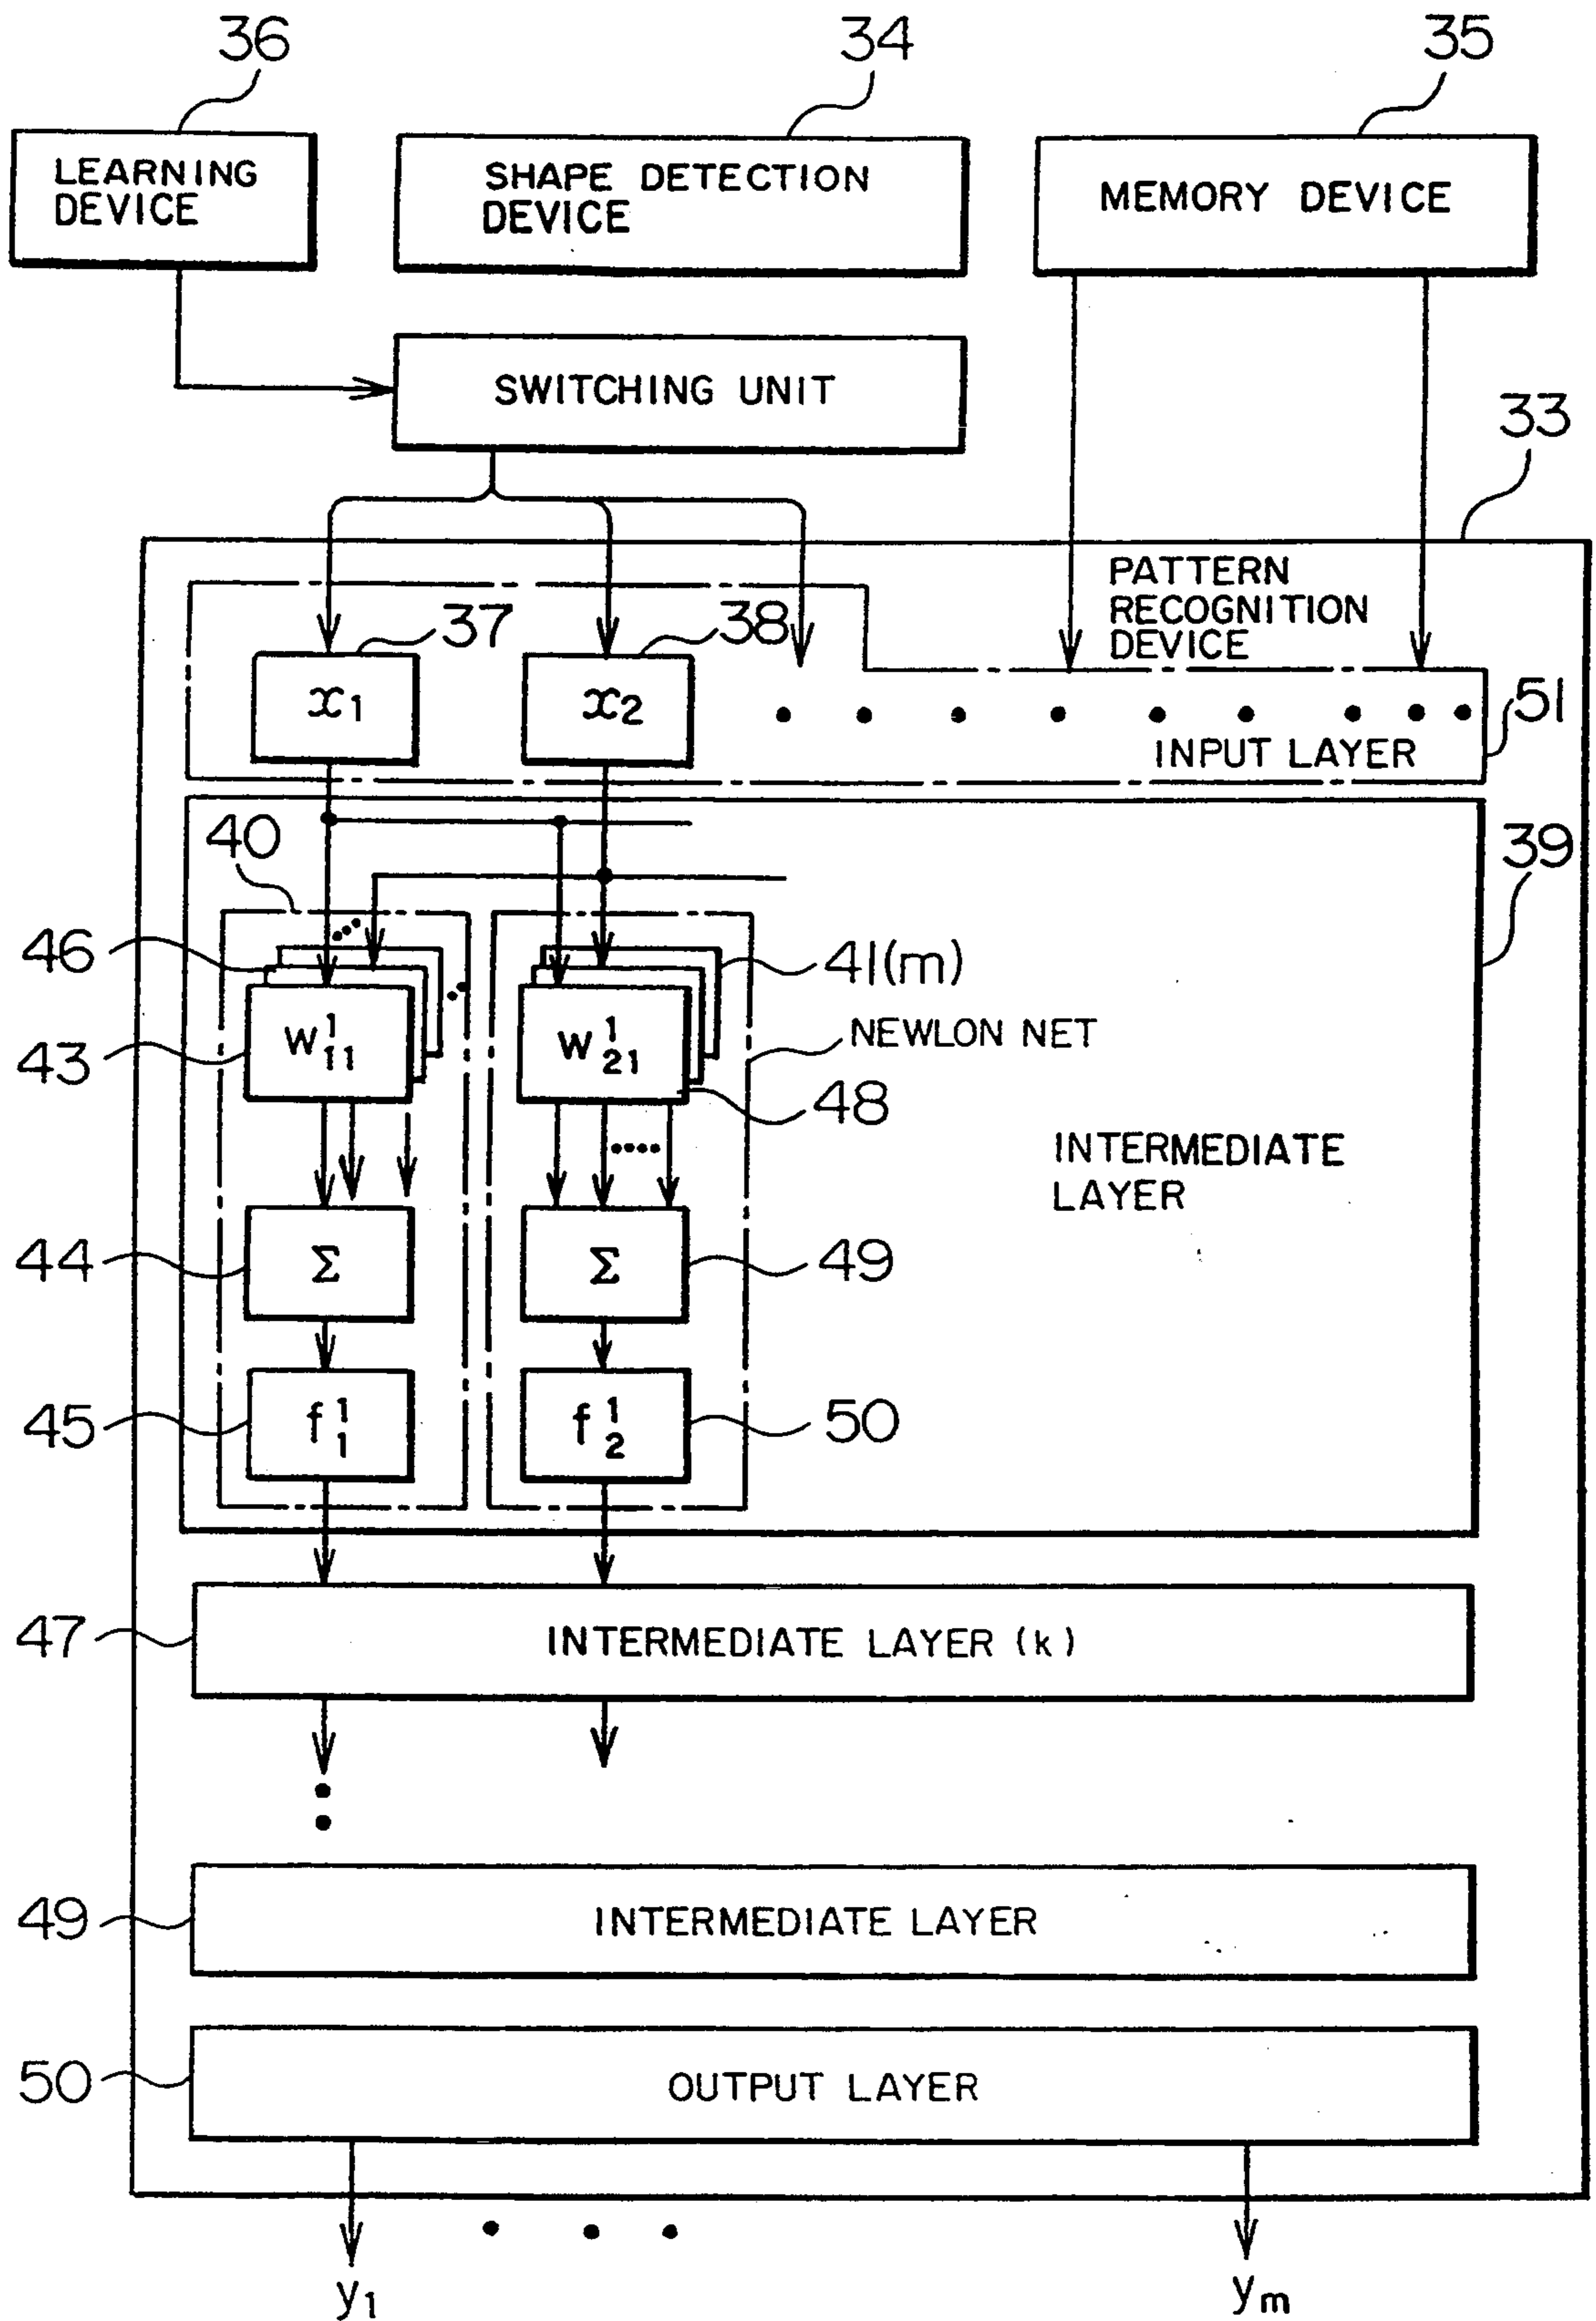 36
34
35
LEARNING
DEVICE
SHAPE DETECTION
DEVICE
MEMORY DEVICE
SWITCHING UNIT
33
PATTERN
RECOGNITION
DEVICE
37
38
x1
x2
51
INPUT LAYER
40
39
46
41(m)
43
W¹₁₁
W¹₂₁
NEWLON NET
48
INTERMEDIATE
LAYER
44
Σ
Σ
49
45
f¹₁
f¹₂
50
47
INTERMEDIATE LAYER (k)
49
INTERMEDIATE LAYER
50
OUTPUT LAYER
y1
ym